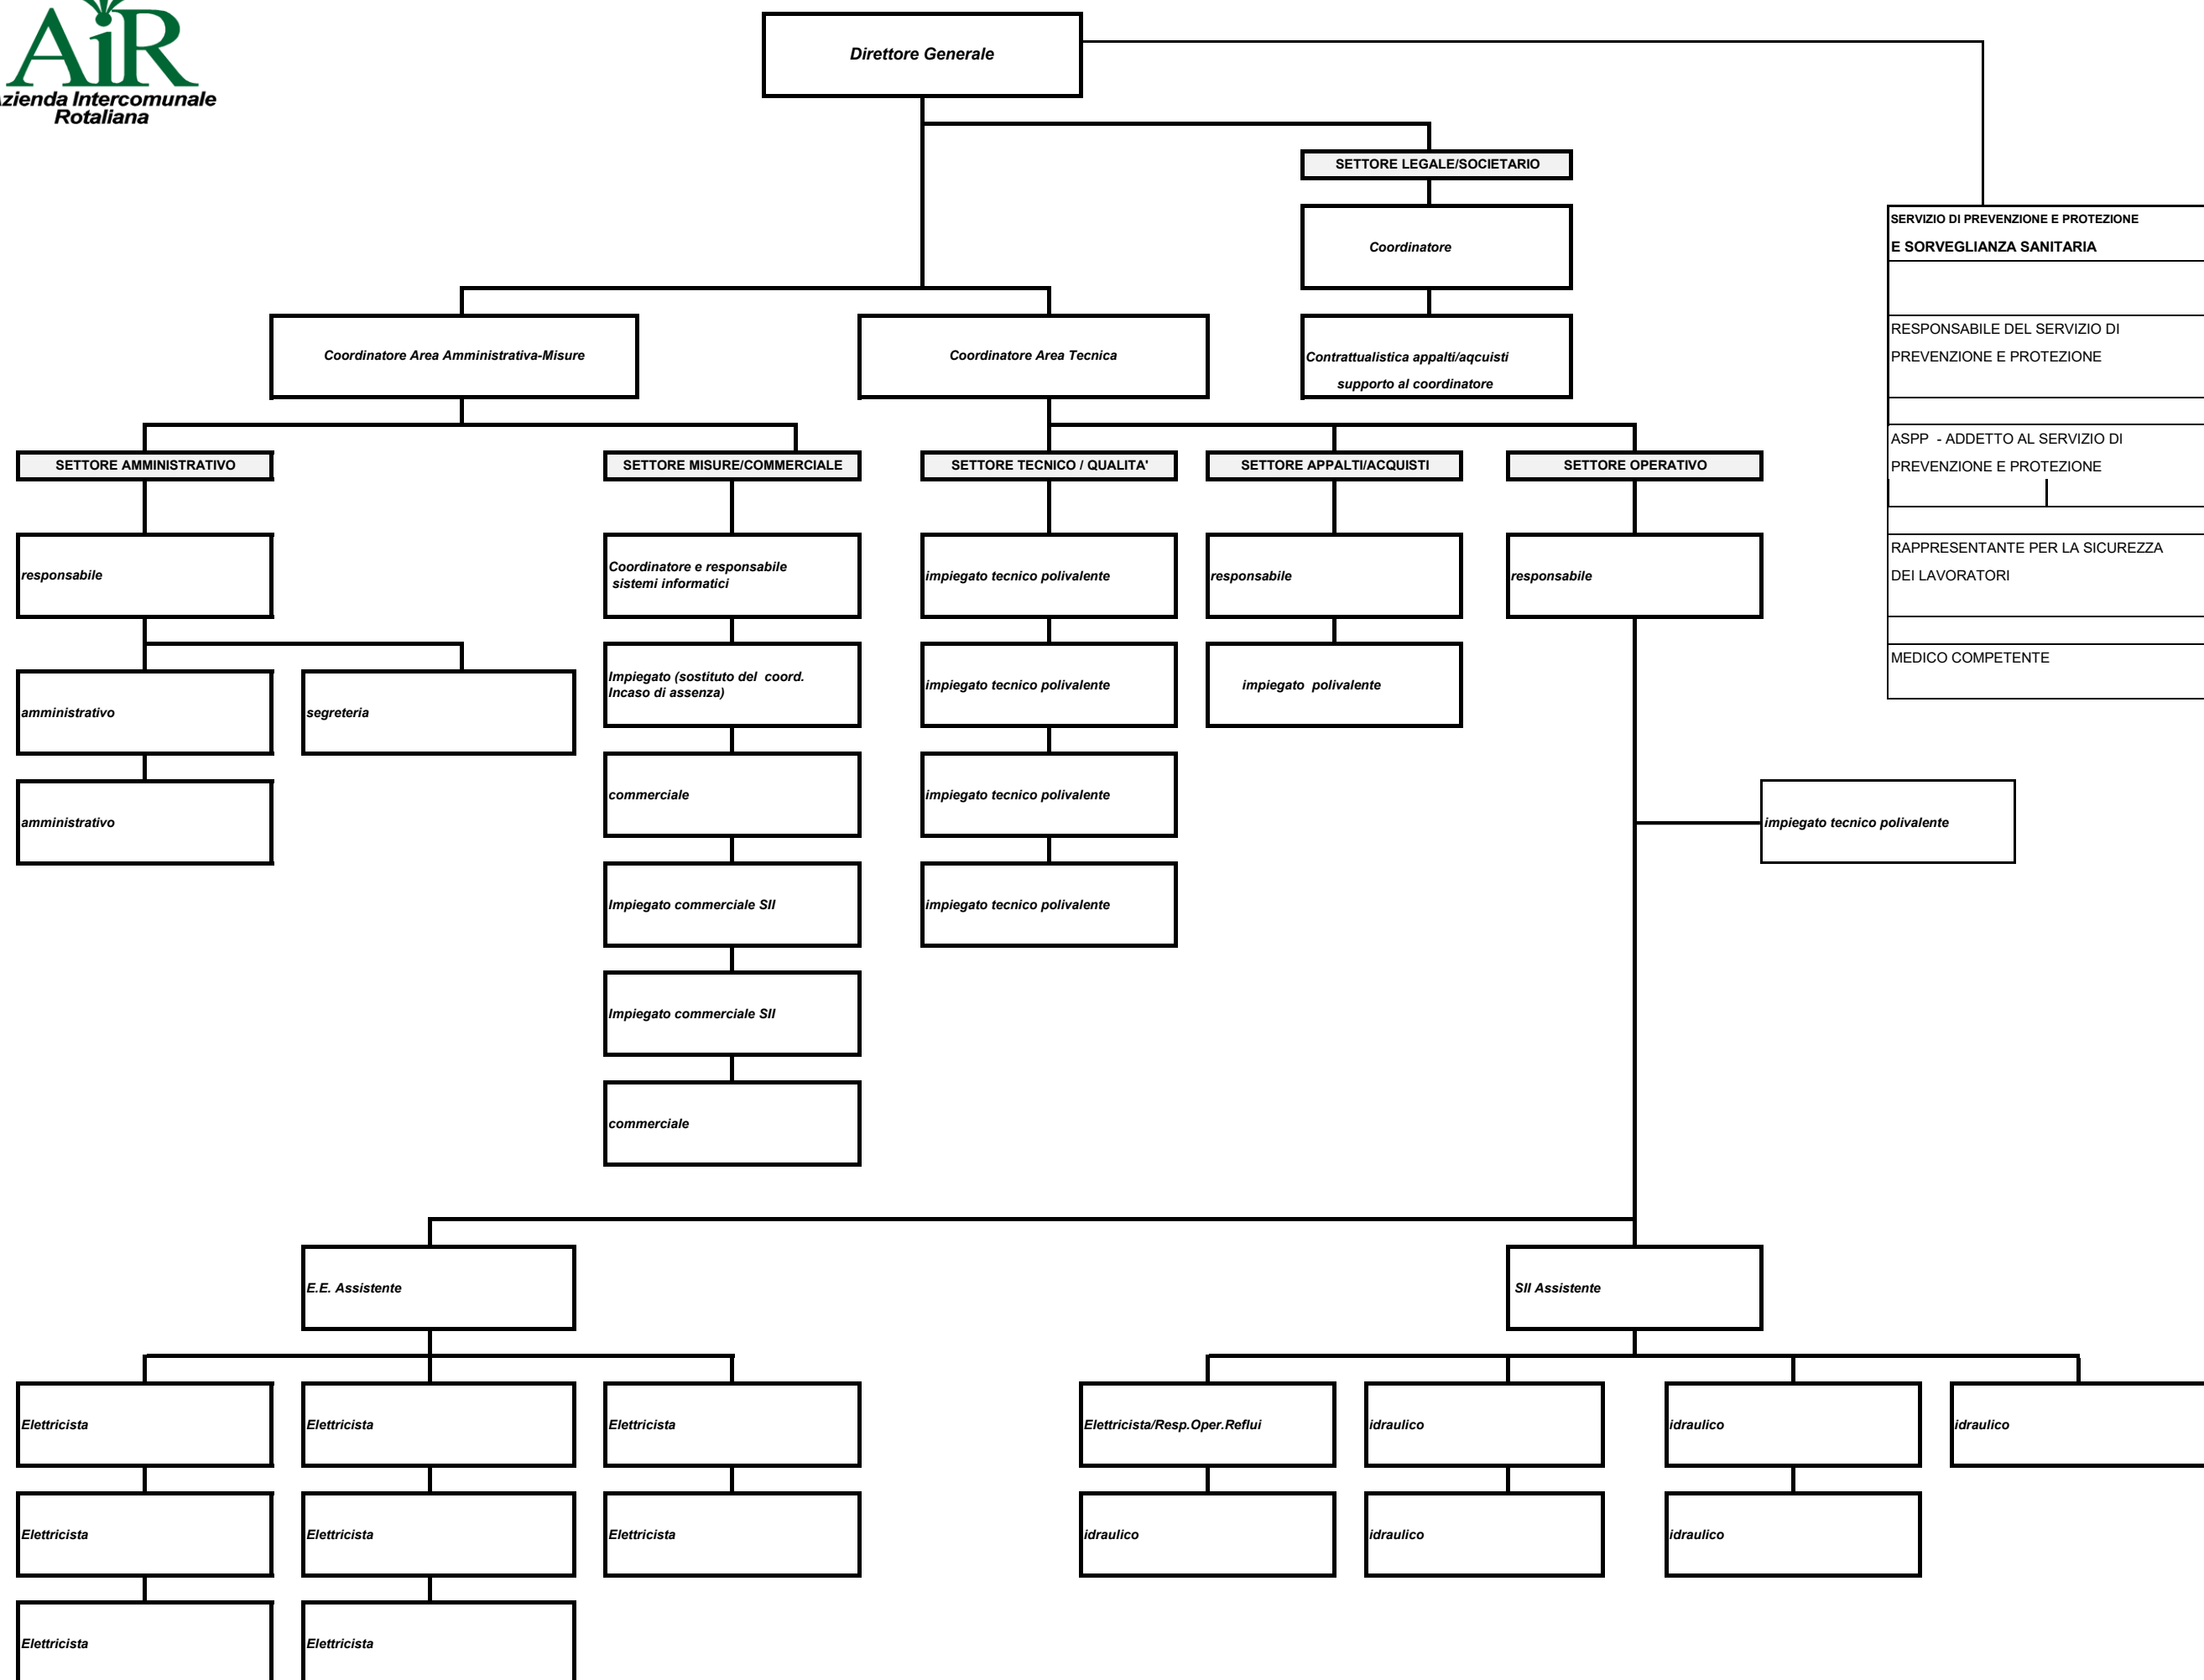 AiR
Azienda Intercomunale
Rotaliana
Direttore Generale
SETTORE LEGALE/SOCIETARIO
Coordinatore
SERVIZIO DI PREVENZIONE E PROTEZIONE
E SORVEGLIANZA SANITARIA
Coordinatore Area Amministrativa-Misure
Coordinatore Area Tecnica
Contrattualistica appalti/aqcuisti
supporto al coordinatore
RESPONSABILE DEL SERVIZIO DI
PREVENZIONE E PROTEZIONE
ASPP - ADDETTO AL SERVIZIO DI
PREVENZIONE E PROTEZIONE
SETTORE AMMINISTRATIVO
SETTORE MISURE/COMMERCIALE
SETTORE TECNICO / QUALITA'
SETTORE APPALTI/ACQUISTI
SETTORE OPERATIVO
responsabile
Coordinatore e responsabile
sistemi informatici
impiegato tecnico polivalente
responsabile
responsabile
RAPPRESENTANTE PER LA SICUREZZA
DEI LAVORATORI
MEDICO COMPETENTE
amministrativo
segreteria
Impiegato (sostituto del coord.
Incaso di assenza)
impiegato tecnico polivalente
impiegato polivalente
amministrativo
commerciale
impiegato tecnico polivalente
impiegato tecnico polivalente
Impiegato commerciale SII
impiegato tecnico polivalente
Impiegato commerciale SII
commerciale
E.E. Assistente
SII Assistente
Elettricista
Elettricista
Elettricista
Elettricista/Resp.Oper.Reflui
idraulico
idraulico
idraulico
Elettricista
Elettricista
Elettricista
idraulico
idraulico
idraulico
Elettricista
Elettricista